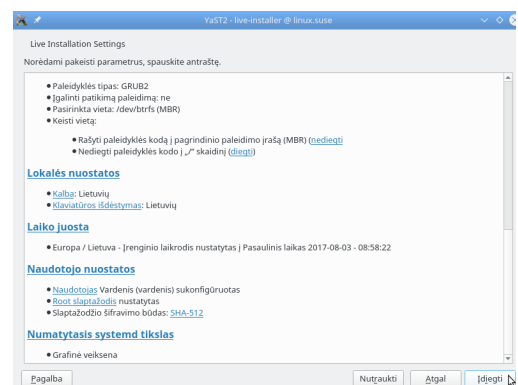 YaST2 - live-installer @ linux.suse
Live Installation Settings
Norėdami pakeisti parametrus, spauskite antraštę.
Paleidyklės tipas: GRUB2
Įgalinti patikimą paleidimą: ne
Pasirinkta vieta: /dev/btrfs (MBR)
Keisti vietą:
Rašyti paleidyklės kodą į pagrindinio paleidimo įrašą (MBR) (nediegti
Nediegti paleidyklės kodo į „/“ skaidinį (diegti)
Lokalės nuostatos
Kalba: Lietuvių
Klaviatūros išdėstymas: Lietuvių
Laiko juosta
Europa / Lietuva - Įrenginio laikrodis nustatytas į Pasaulinis laikas 2017-08-03 - 08:58:22
Naudotojo nuostatos
Naudotojas Vardenis (vardenis) sukonfigūruotas
Root slaptažodis nustatytas
Slaptažodžio šifravimo būdas: SHA-512
Numatytasis systemd tikslas
Grafinė veiksena
Pagalba Nutraukti Atgal Įdiegti